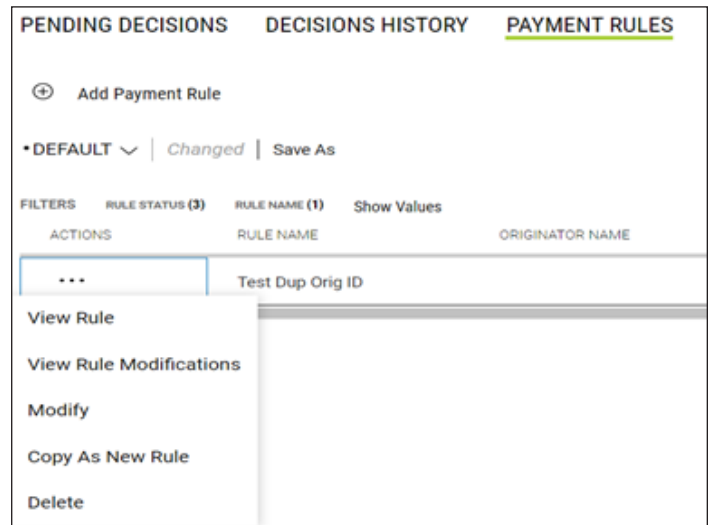 PENDING DECISIONS DECISIONS HISTORY PAYMENT RULES
Add Payment Rule
• DEFAULT | Changed | Save As
FILTERS RULE STATUS (3) RULE NAME (1) Show Values
ACTIONS RULE NAME ORIGINATOR NAME
... Test Dup Orig ID
View Rule
View Rule Modifications
Modify
Copy As New Rule
Delete